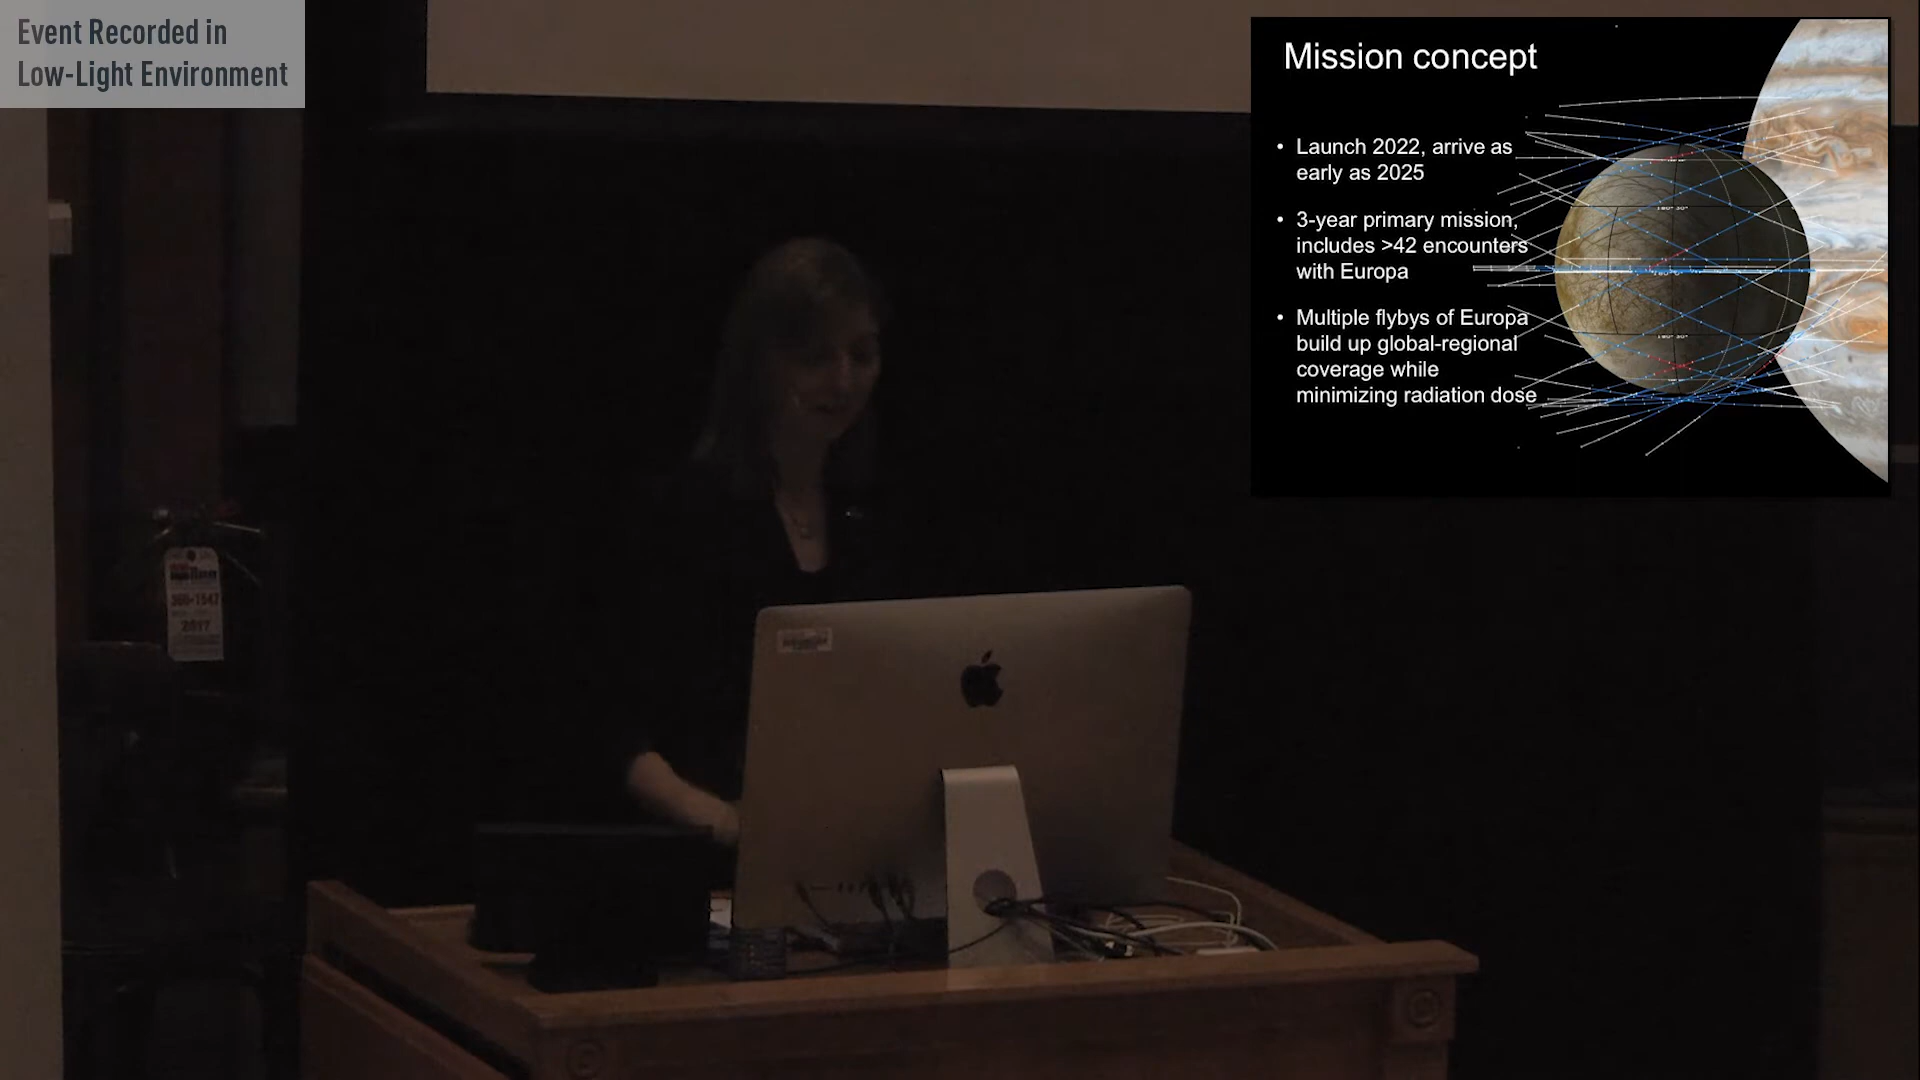 Event Recorded in
Low-Light Environment
Mission concept
• Launch 2022, arrive as
early as 2025
• 3-year primary mission,
includes >42 encounters
with Europa
• Multiple flybys of Europa
build up global-regional
coverage while
minimizing radiation dose
2017